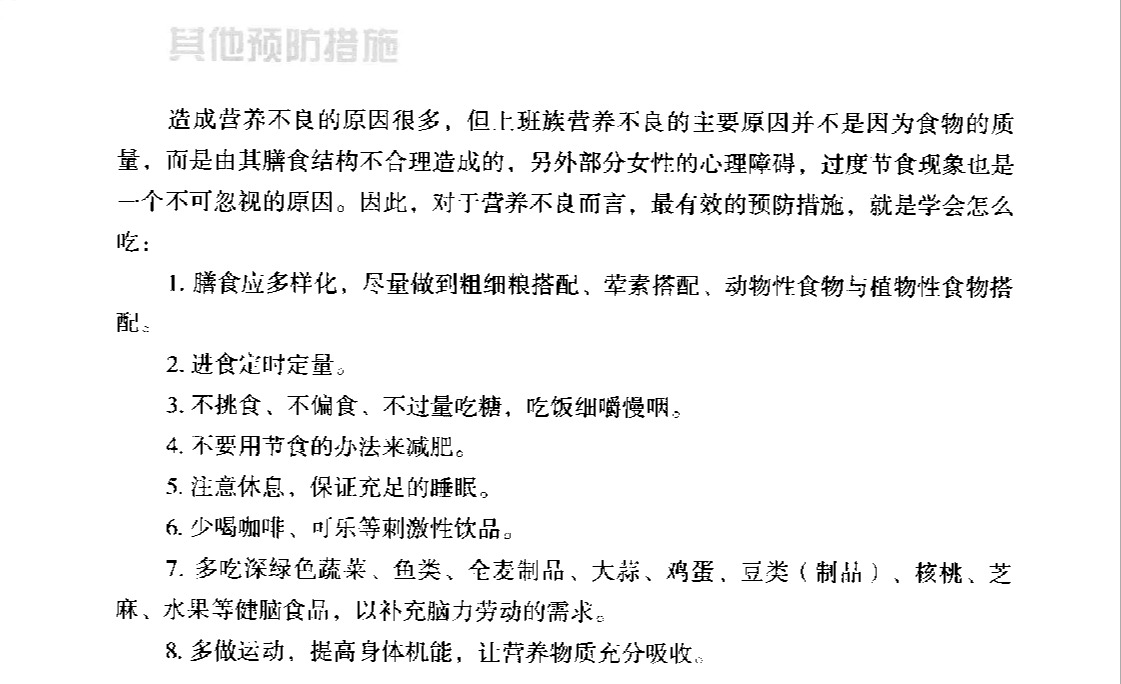 其他预防措施
造成营养不良的原因很多，但上班族营养不良的主要原因并不是因为食物的质
量，而是由其膳食结构不合理造成的，另外部分女性的心理障碍，过度节食现象也是
一个不可忽视的原因。因此，对于营养不良而言，最有效的预防措施，就是学会怎么
吃：
1. 膳食应多样化，尽量做到粗细粮搭配、荤素搭配、动物性食物与植物性食物搭
配。
2. 进食定时定量。
3. 不挑食、不偏食、不过量吃糖，吃饭细嚼慢咽。
4. 不要用节食的办法来减肥。
5. 注意休息，保证充足的睡眠。
6. 少喝咖啡、可乐等刺激性饮品。
7. 多吃深绿色蔬菜、鱼类、全麦制品、大蒜、鸡蛋、豆类（制品）、核桃、芝
麻、水果等健脑食品，以补充脑力劳动的需求。
8. 多做运动，提高身体机能，让营养物质充分吸收。